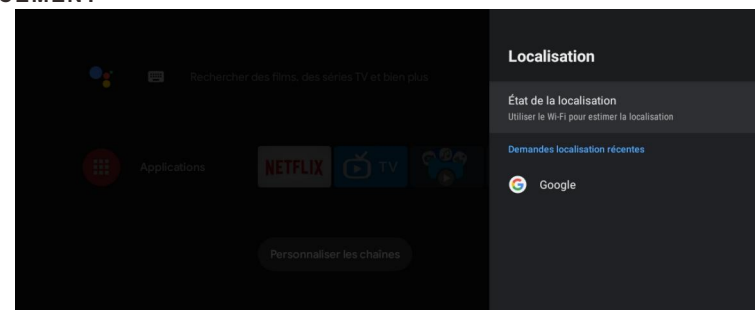 Rechercher des films, des séries TV et bien plus
Applications
NETFLIX
TV
Personnaliser les chaînes
Localisation
État de la localisation
Utiliser le Wi-Fi pour estimer la localisation
Demandes localisation récentes
G Google